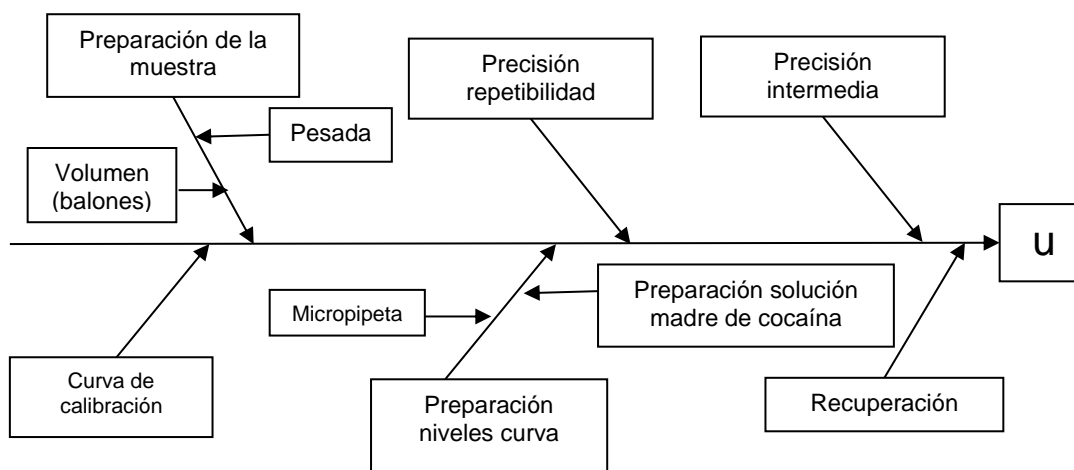 Preparación de la
muestra
Precisión
repetibilidad
Precisión
intermedia
Pesada
Volumen
(balones)
u
Micropipeta
Preparación solución
madre de cocaína
Curva de
calibración
Preparación
niveles curva
Recuperación